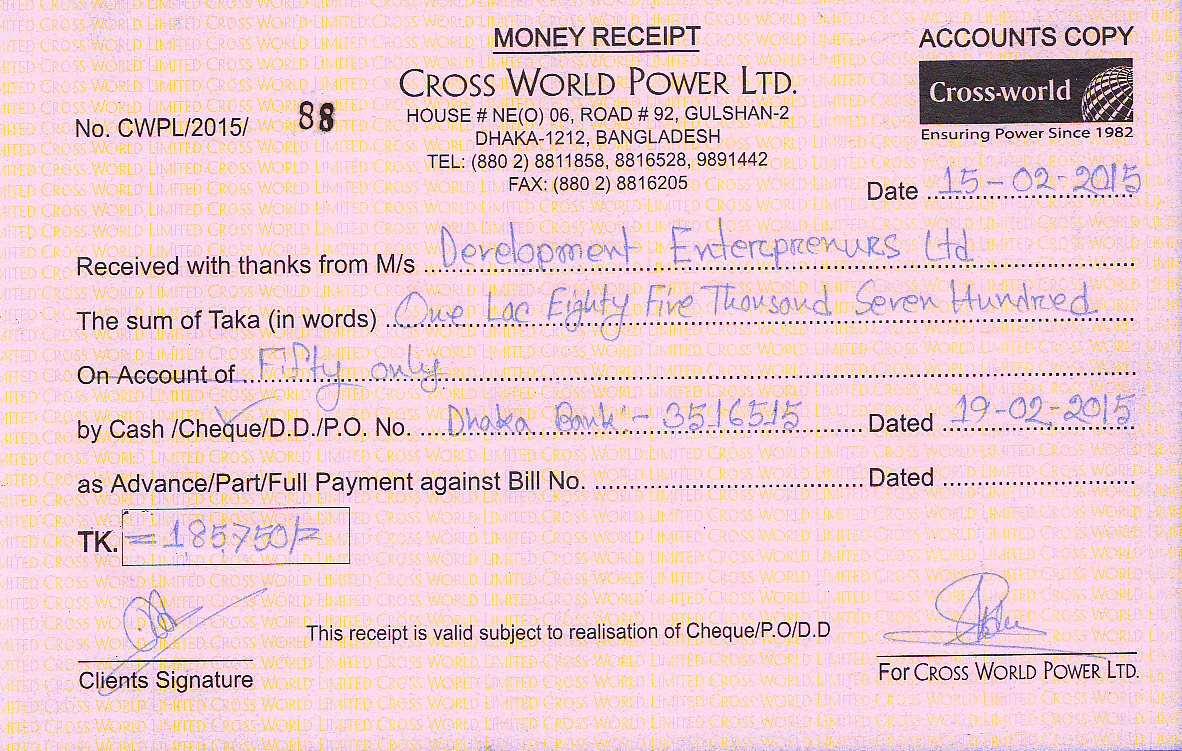 MONEY RECEIPT
ACCOUNTS COPY
CROSS WORLD POWER LTD.
Cross-world
Ensuring Power Since 1982
No. CWPL/2015/ 88
HOUSE # NE(O) 06, ROAD # 92, GULSHAN-2
DHAKA-1212, BANGLADESH
TEL: (880 2) 8811858, 8816528, 9891442
FAX: (880 2) 8816205
Date 15-02-2015
Received with thanks from M/s Development Enterprenurs Ltd
The sum of Taka (in words) One Lac Eighty Five Thousand Seven Hundred
On Account of Fifty only
by Cash /Cheque/D.D./P.O. No. Dhaka Bank:- 3516515 Dated 19-02-2015
as Advance/Part/Full Payment against Bill No. Dated
TK. =185750/=
This receipt is valid subject to realisation of Cheque/P.O/D.D
Clients Signature
For CROSS WORLD POWER LTD.